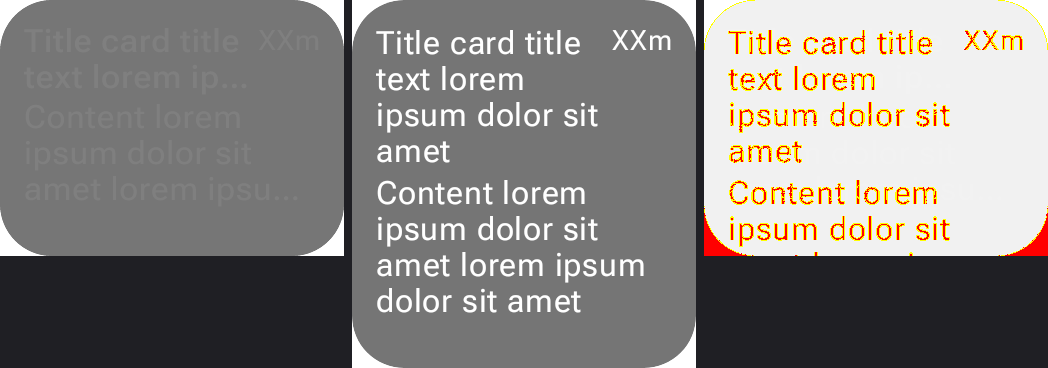 Title card title XXm
text lorem ip...
Content lorem
ipsum dolor sit
amet lorem ipsu...
Title card title XXm
text lorem
ipsum dolor sit
amet
Content lorem
ipsum dolor sit
amet lorem ipsum
dolor sit amet
Title card title XXm
text lorem
ipsum dolor sit
amet
Content lorem
ipsum dolor sit